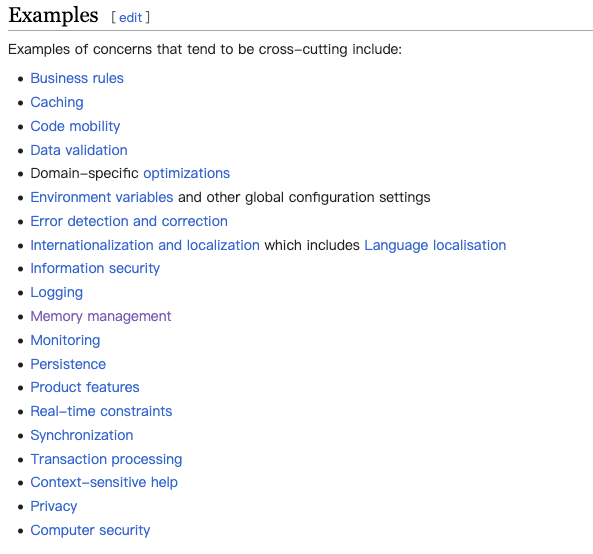 Examples [ edit ]
Examples of concerns that tend to be cross-cutting include:
• Business rules
• Caching
• Code mobility
• Data validation
• Domain-specific optimizations
• Environment variables and other global configuration settings
• Error detection and correction
• Internationalization and localization which includes Language localisation
• Information security
• Logging
• Memory management
• Monitoring
• Persistence
• Product features
• Real-time constraints
• Synchronization
• Transaction processing
• Context-sensitive help
• Privacy
• Computer security